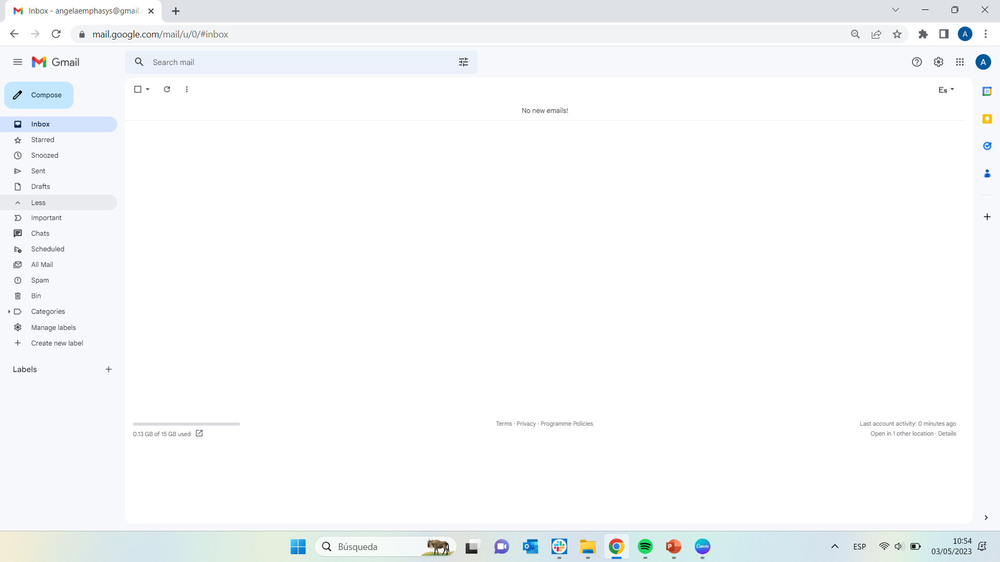 Inbox - angelaemphasys@gmail.
mail.google.com/mail/u/0/#inbox
A
Gmail
Search mail
A
Compose
Es
31
No new emails!
Inbox
Starred
Snoozed
Sent
Drafts
Less
Important
Chats
Scheduled
All Mail
Spam
Bin
Categories
Manage labels
Create new label
Labels
0.13 GB of 15 GB used
Terms · Privacy · Programme Policies
Last account activity: 0 minutes ago
Open in 1 other location · Details
Búsqueda
Canva
ESP
10:54
03/05/2023